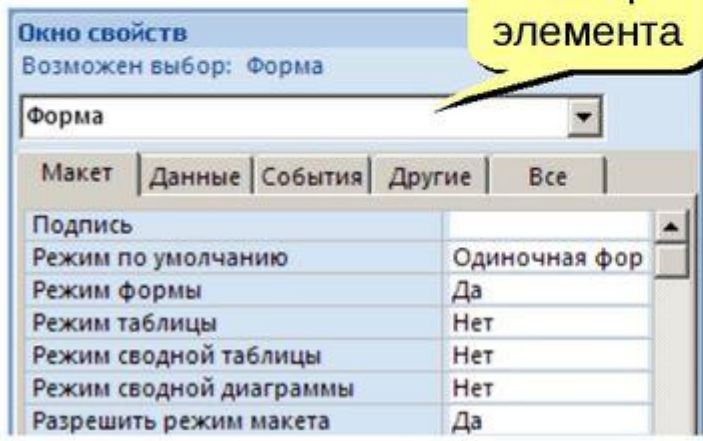 элемента
Окно свойств
Возможен выбор: Форма
Форма
Макет Данные События Другие Все
Подпись
Режим по умолчанию Одиночная фор
Режим формы Да
Режим таблицы Нет
Режим сводной таблицы Нет
Режим сводной диаграммы Нет
Разрешить режим макета Да